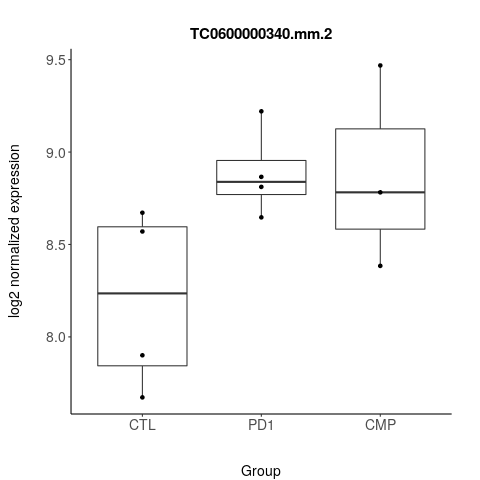 TC0600000340.mm.2
log2 normalized expression
9.5
9.0
8.5
8.0
CTL PD1 CMP
Group